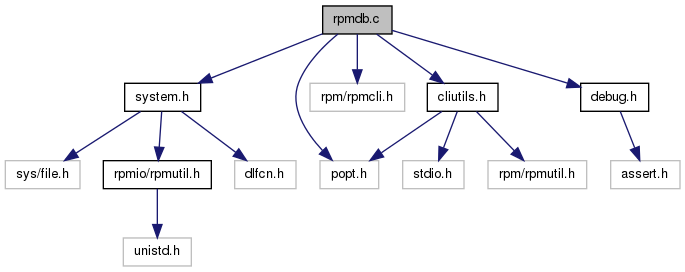 rpmdb.c
system.h
rpm/rpmcli.h
cliutils.h
debug.h
sys/file.h
rpmio/rpmutil.h
dlfcn.h
popt.h
stdio.h
rpm/rpmutil.h
assert.h
unistd.h